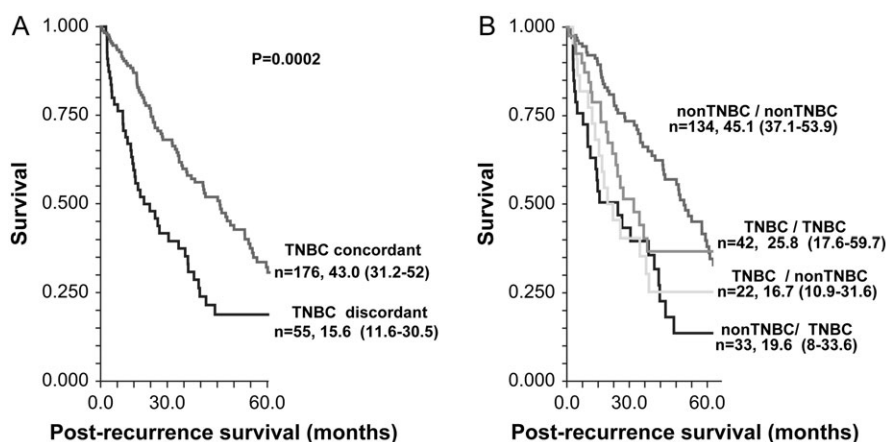 A
P=0.0002
1.000
0.750
0.500
0.250
0.000
Survival
TNBC concordant
n=176, 43.0 (31.2-52)
TNBC discordant
n=55, 15.6 (11.6-30.5)
0.0
30.0
60.0
Post-recurrence survival (months)
B
1.000
0.750
0.500
0.250
0.000
Survival
nonTNBC / nonTNBC
n=134, 45.1 (37.1-53.9)
TNBC / TNBC
n=42, 25.8 (17.6-59.7)
TNBC / nonTNBC
n=22, 16.7 (10.9-31.6)
nonTNBC/ TNBC
n=33, 19.6 (8-33.6)
0.0
30.0
60.0
Post-recurrence survival (months)